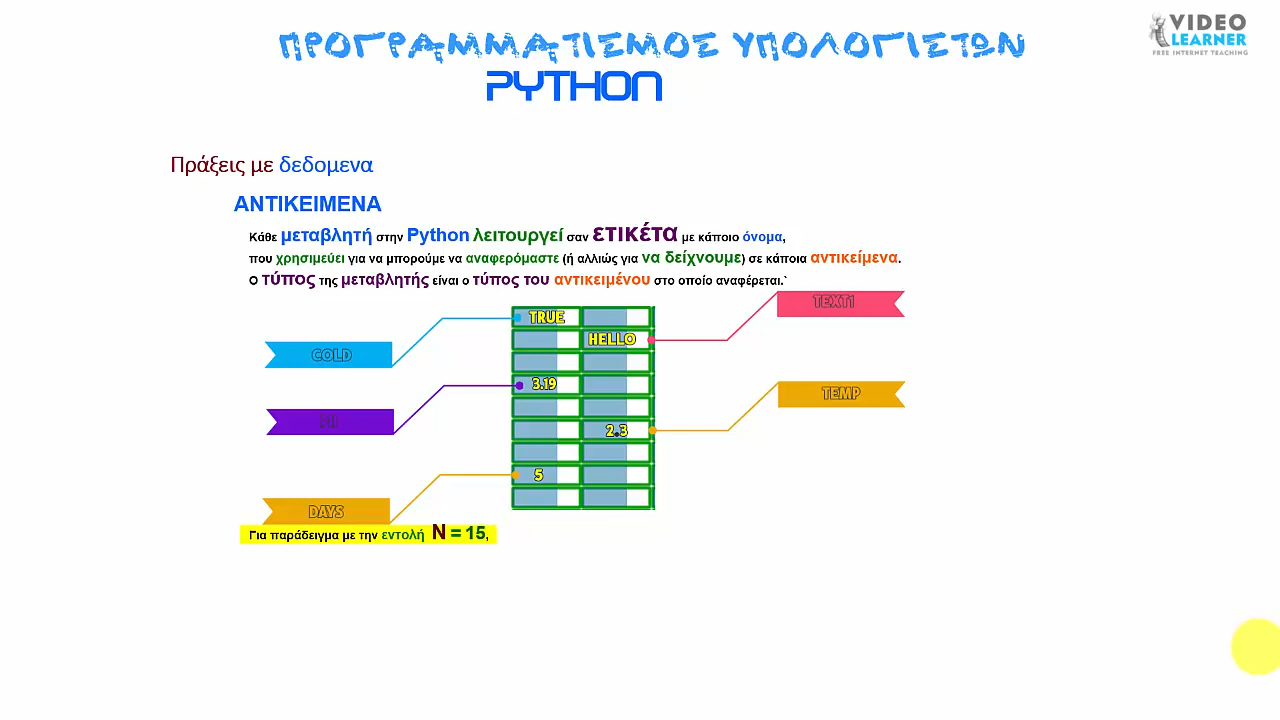 ΠΡΟΓΡΑΜΜΑΤΙΣΜΟΣ ΥΠΟΛΟΓΙΣΤΩΝ
PYTHON
VIDEO
LEARNER
FREE INTERNET TEACHING
Πράξεις με δεδομενα
ΑΝΤΙΚΕΙΜΕΝΑ
Κάθε μεταβλητή στην Python λειτουργεί σαν ετικέτα με κάποιο όνομα,
που χρησιμεύει για να μπορούμε να αναφερόμαστε (ή αλλιώς για να δείχνουμε) σε κάποια αντικείμενα.
Ο τύπος της μεταβλητής είναι ο τύπος του αντικειμένου στο οποίο αναφέρεται.`
TEXT1
TRUE
HELLO
COLD
3.19
TEMP
2.3
5
DAYS
Για παράδειγμα με την εντολή N = 15,